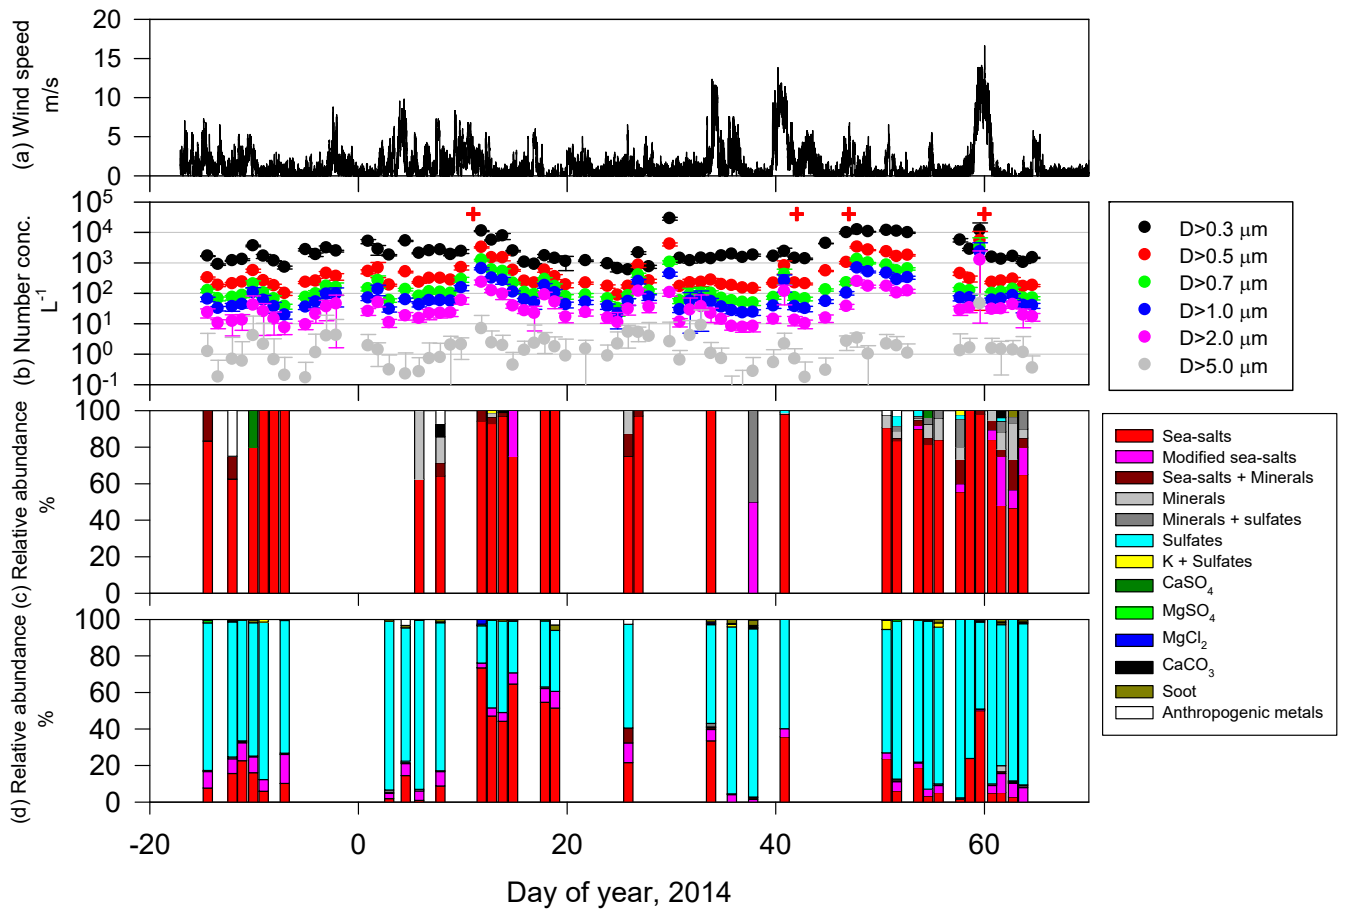 (a) Wind speed
m/s
20
15
10
5
0
(b) Number conc.
L-1
10^5
10^4
10^3
10^2
10^1
10^0
10^-1
D>0.3 μm
D>0.5 μm
D>0.7 μm
D>1.0 μm
D>2.0 μm
D>5.0 μm
(c) Relative abundance
%
100
80
60
40
20
0
Sea-salts
Modified sea-salts
Sea-salts + Minerals
Minerals
Minerals + sulfates
Sulfates
K + Sulfates
CaSO4
MgSO4
MgCl2
CaCO3
Soot
Anthropogenic metals
(d) Relative abundance
%
100
80
60
40
20
0
-20 0 20 40 60
Day of year, 2014